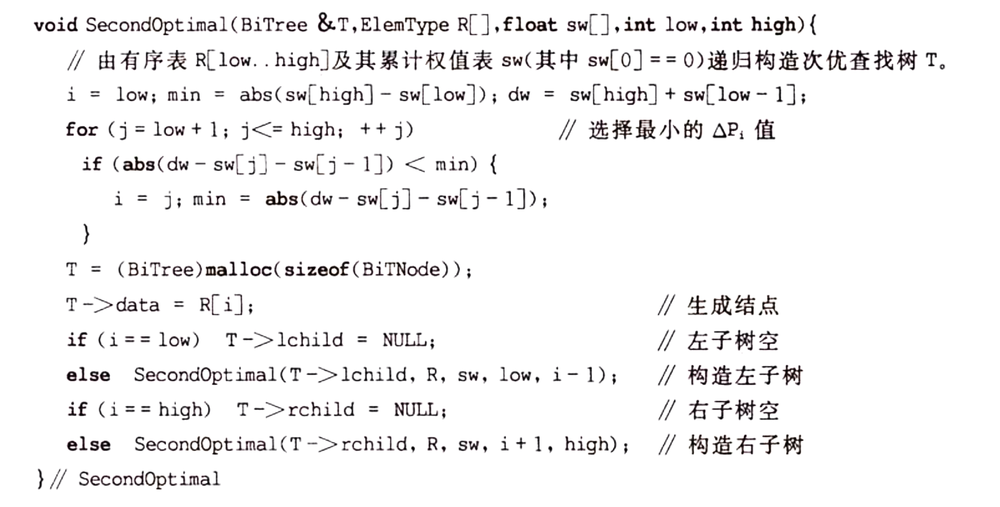 void SecondOptimal(BiTree &T,ElemType R[],float sw[],int low,int high){
// 由有序表 R[low..high]及其累计权值表 sw(其中 sw[0]==0)递归构造次优查找树 T。
i = low; min = abs(sw[high]-sw[low]); dw = sw[high]+sw[low-1];
for (j=low+1; j<=high; ++j) // 选择最小的 △Pi 值
if (abs(dw-sw[j]-sw[j-1]) < min) {
i = j; min = abs(dw-sw[j]-sw[j-1]);
}
T = (BiTree)malloc(sizeof(BiTNode));
T->data = R[i]; // 生成结点
if (i==low) T->lchild = NULL; // 左子树空
else SecondOptimal(T->lchild, R, sw, low, i-1); // 构造左子树
if (i==high) T->rchild = NULL; // 右子树空
else SecondOptimal(T->rchild, R, sw, i+1, high); // 构造右子树
}// SecondOptimal